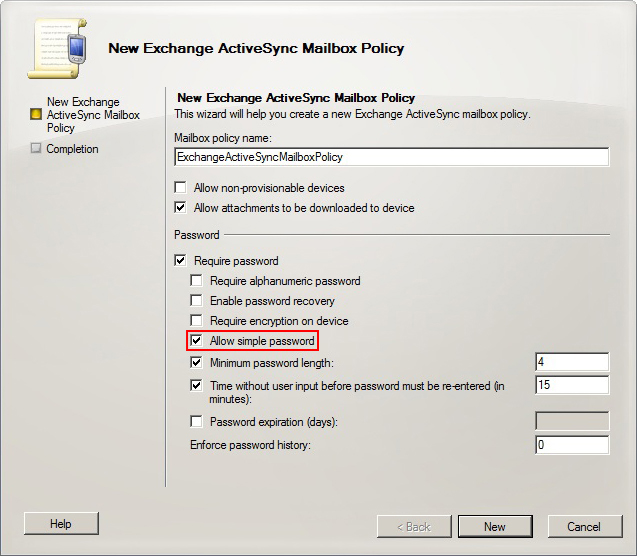 New Exchange ActiveSync Mailbox Policy
New Exchange
ActiveSync Mailbox
Policy
Completion
New Exchange ActiveSync Mailbox Policy
This wizard will help you create a new Exchange ActiveSync mailbox policy.
Mailbox policy name:
ExchangeActiveSyncMailboxPolicy
Allow non-provisionable devices
Allow attachments to be downloaded to device
Password
Require password
Require alphanumeric password
Enable password recovery
Require encryption on device
Allow simple password
Minimum password length: 4
Time without user input before password must be re-entered (in 15
minutes):
Password expiration (days):
Enforce password history: 0
Help < Back New Cancel